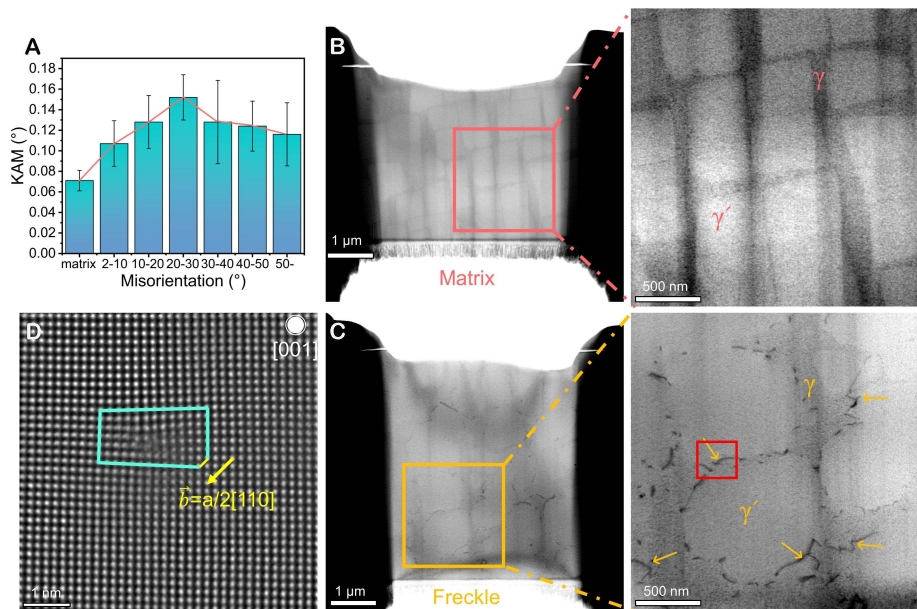 A
KAM (°)
0.18
0.16
0.14
0.12
0.10
0.08
0.06
0.04
0.02
0.00
matrix 2-10 10-20 20-30 30-40 40-50 50-
Misorientation (°)
B
1 μm
Matrix
γ
γ′
500 nm
D
[001]
b⃗=a/2[110]
1 nm
C
1 μm
Freckle
γ
γ′
500 nm